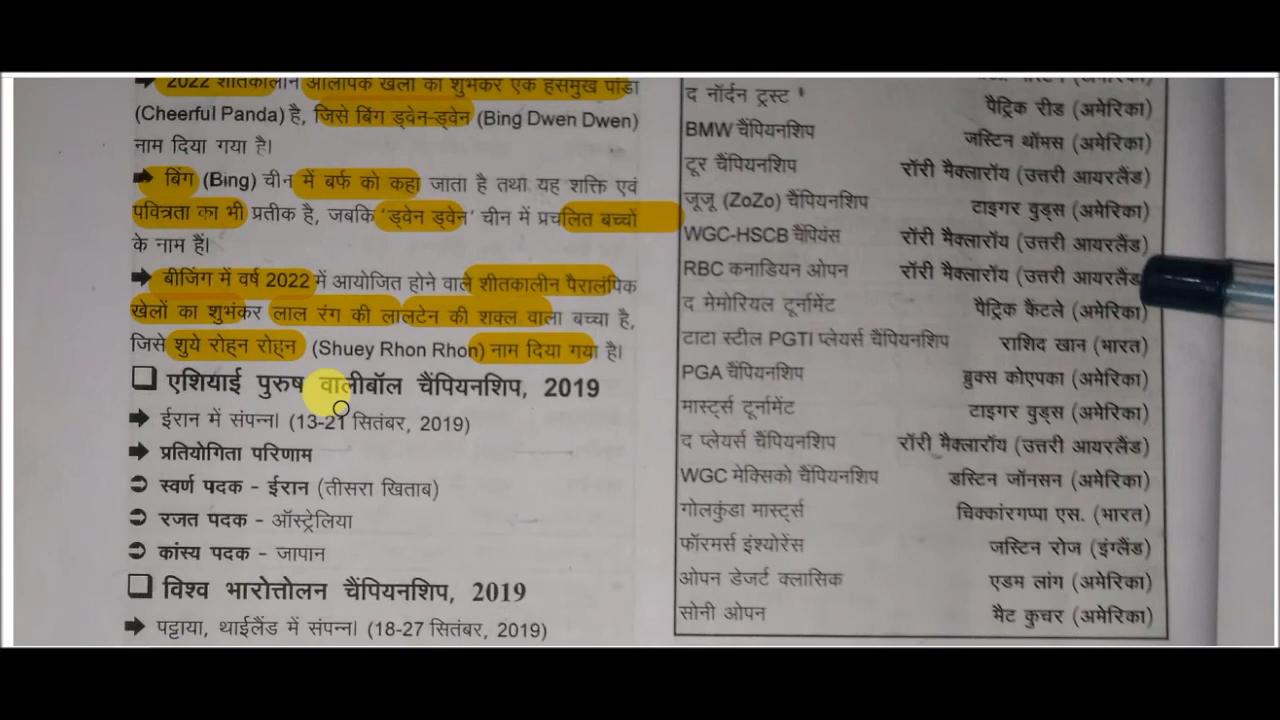 2022 शीतकालीन ओलंपिक खेलों का शुभंकर एक हंसमुख पांडा
(Cheerful Panda) है, जिसे बिंग ड्वेन-ड्वेन (Bing Dwen Dwen)
नाम दिया गया है।
➡ बिंग (Bing) चीन में बर्फ को कहा जाता है तथा यह शक्ति एवं
पवित्रता का भी प्रतीक है, जबकि 'ड्वेन ड्वेन' चीन में प्रचलित बच्चों
के नाम हैं।
➡ बीजिंग में वर्ष 2022 में आयोजित होने वाले शीतकालीन पैरालंपिक
खेलों का शुभंकर लाल रंग की लालटेन की शक्ल वाला बच्चा है,
जिसे शुये रोह्न रोह्न (Shuey Rhon Rhon) नाम दिया गया है।
❑ एशियाई पुरुष वालीबॉल चैंपियनशिप, 2019
➡ ईरान में संपन्न। (13-21 सितंबर, 2019)
➡ प्रतियोगिता परिणाम
➲ स्वर्ण पदक - ईरान (तीसरा खिताब)
➲ रजत पदक - ऑस्ट्रेलिया
➲ कांस्य पदक - जापान
❑ विश्व भारोत्तोलन चैंपियनशिप, 2019
➡ पट्टाया, थाईलैंड में संपन्न। (18-27 सितंबर, 2019)
(अमेरिका)
द नॉर्दन ट्रस्ट पैट्रिक रीड (अमेरिका)
BMW चैंपियनशिप जस्टिन थॉमस (अमेरिका)
टूर चैंपियनशिप रॉरी मैक्लारॉय (उत्तरी आयरलैंड)
जूजू (ZoZo) चैंपियनशिप टाइगर वुड्स (अमेरिका)
WGC-HSCB चैंपियंस रॉरी मैक्लारॉय (उत्तरी आयरलैंड)
RBC कनाडियन ओपन रॉरी मैक्लारॉय (उत्तरी आयरलैंड
द मेमोरियल टूर्नामेंट पैट्रिक कैंटले (अमेरिका)
टाटा स्टील PGTI प्लेयर्स चैंपियनशिप राशिद खान (भारत)
PGA चैंपियनशिप ब्रुक्स कोएपका (अमेरिका)
मास्टर्स टूर्नामेंट टाइगर वुड्स (अमेरिका)
द प्लेयर्स चैंपियनशिप रॉरी मैक्लारॉय (उत्तरी आयरलैंड)
WGC मेक्सिको चैंपियनशिप डस्टिन जॉनसन (अमेरिका)
गोलकुंडा मास्टर्स चिक्कारंगप्पा एस. (भारत)
फॉरमर्स इंश्योरेंस जस्टिन रोज (इंग्लैंड)
ओपन डेजर्ट क्लासिक एडम लांग (अमेरिका)
सोनी ओपन मैट कुचर (अमेरिका)